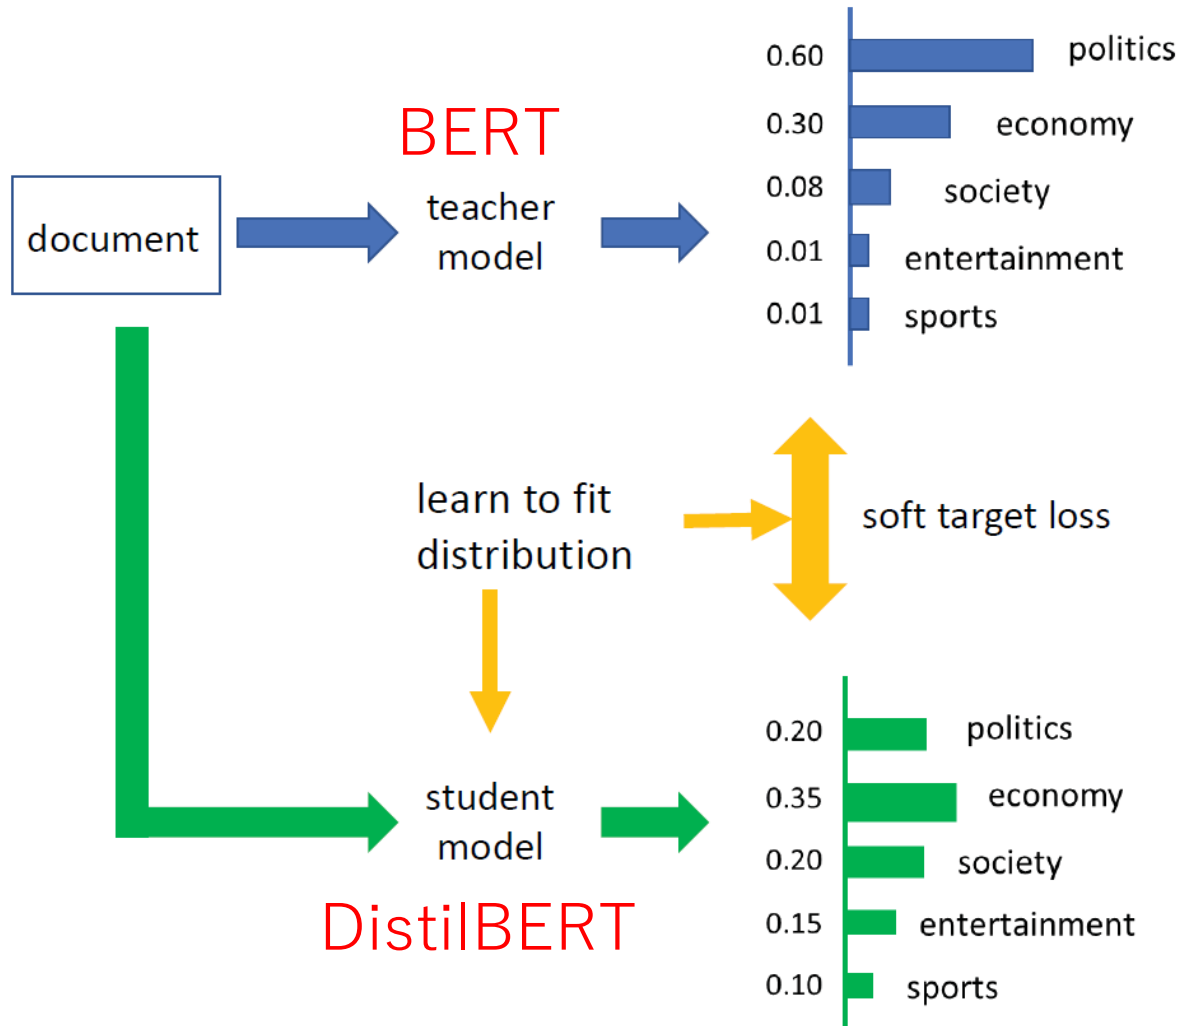 0.60 politics
BERT
0.30 economy
0.08 society
document
teacher
model
0.01 entertainment
0.01 sports
learn to fit
distribution
soft target loss
0.20 politics
0.35 economy
student
model
0.20 society
DistilBERT
0.15 entertainment
0.10 sports